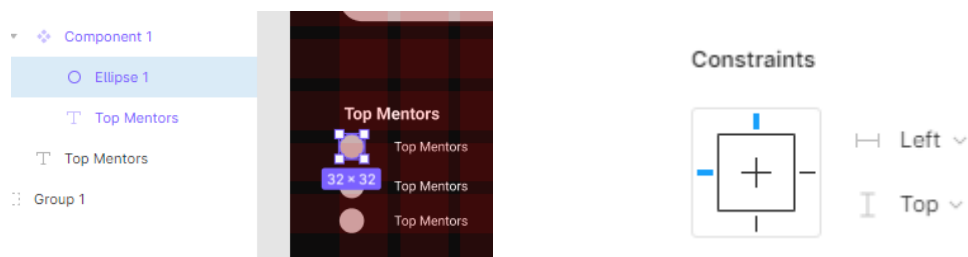 Component 1
Ellipse 1
Top Mentors
Top Mentors
Group 1
Top Mentors
Top Mentors
32 × 32
Top Mentors
Top Mentors
Constraints
Left
Top